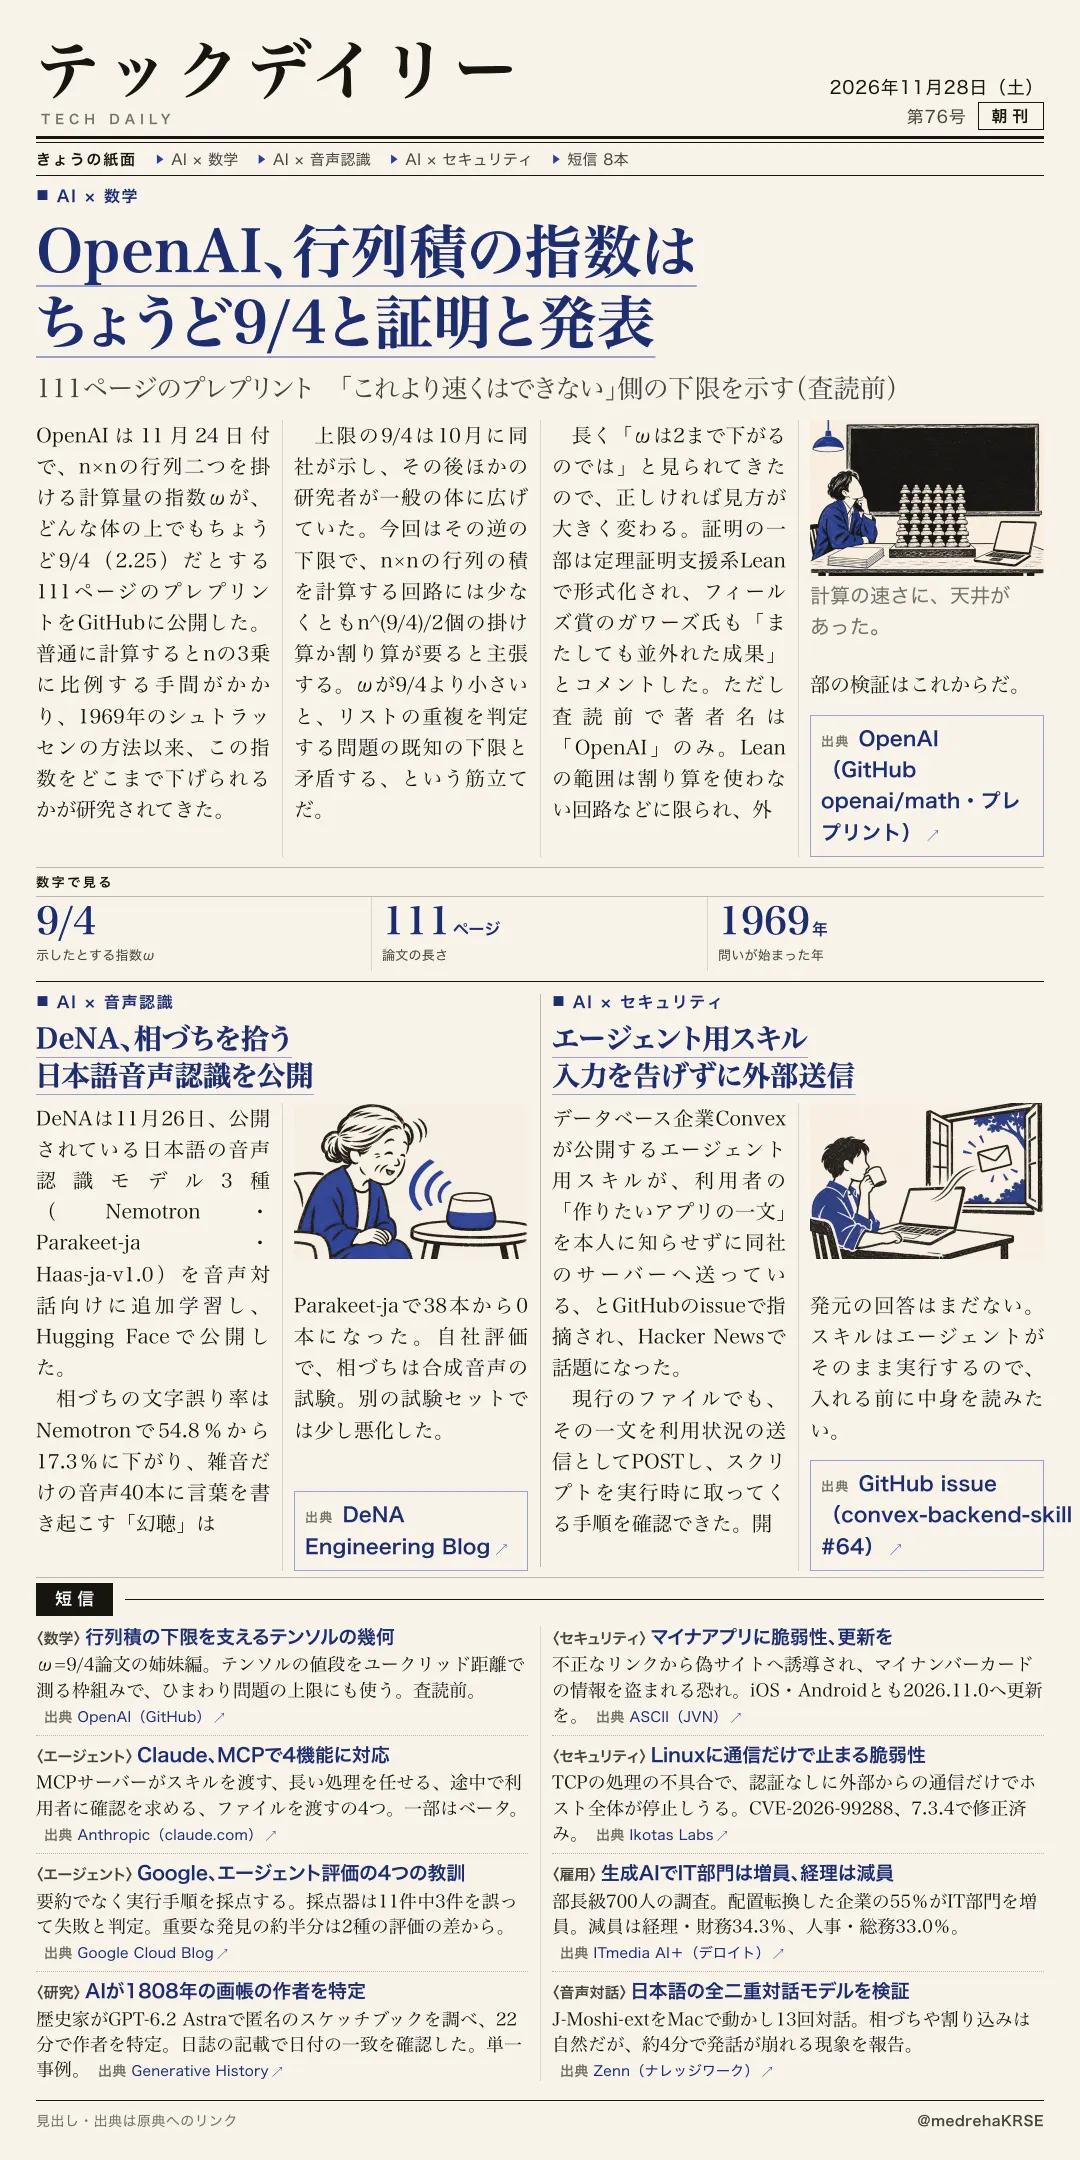 テックデイリー
TECH DAILY
2026年11月28日（土）
第76号 朝刊
きょうの紙面 ▶ AI × 数学 ▶ AI × 音声認識 ▶ AI × セキュリティ ▶ 短信 8本
■ AI × 数学
OpenAI、行列積の指数は
ちょうど9/4と証明と発表
111ページのプレプリント 「これより速くはできない」側の下限を示す(査読前)
OpenAI は 11 月 24 日 付
で、n×nの行列二つを掛
ける計算量の指数ωが、
どんな体の上でもちょう
ど9/4（2.25）だとする
111ページのプレプリン
トをGitHubに公開した。
普通に計算するとnの3乗
に比例する手間がかか
り、1969年のシュトラッ
センの方法以来、この指
数をどこまで下げられる
かが研究されてきた。
上限の9/4は10月に同
社が示し、その後ほかの
研究者が一般の体に広げ
ていた。今回はその逆の
下限で、n×nの行列の積
を計算する回路には少な
くともn^(9/4)/2個の掛け
算か割り算が要ると主張
する。ωが9/4より小さい
と、リストの重複を判定
する問題の既知の下限と
矛盾する、という筋立て
だ。
長く「ωは2まで下がる
のでは」と見られてきた
ので、正しければ見方が
大きく変わる。証明の一
部は定理証明支援系Lean
で形式化され、フィール
ズ賞のガワーズ氏も「ま
たしても並外れた成果」
とコメントした。ただし
査読前で著者名は
「OpenAI」のみ。Lean
の範囲は割り算を使わな
い回路などに限られ、外
計算の速さに、天井が
あった。
部の検証はこれからだ。
出典 OpenAI
（GitHub
openai/math・プレ
プリント） ↗
数字で見る
9/4
示したとする指数ω
111ページ
論文の長さ
1969年
問いが始まった年
■ AI × 音声認識
DeNA、相づちを拾う
日本語音声認識を公開
DeNAは11月26日、公開
されている日本語の音声
認識モデル3種
（ Nemotron ・
Parakeet-ja ・
Haas-ja-v1.0）を音声対
話向けに追加学習し、
Hugging Faceで公開し
た。
相づちの文字誤り率は
Nemotronで54.8％から
17.3％に下がり、雑音だ
けの音声40本に言葉を書
き起こす「幻聴」は
Parakeet-jaで38本から0
本になった。自社評価
で、相づちは合成音声の
試験。別の試験セットで
は少し悪化した。
出典 DeNA
Engineering Blog ↗
■ AI × セキュリティ
エージェント用スキル
入力を告げずに外部送信
データベース企業Convex
が公開するエージェント
用スキルが、利用者の
「作りたいアプリの一文」
を本人に知らせずに同社
のサーバーへ送ってい
る、とGitHubのissueで指
摘され、Hacker Newsで
話題になった。
現行のファイルでも、
その一文を利用状況の送
信としてPOSTし、スクリ
プトを実行時に取ってく
る手順を確認できた。開
発元の回答はまだない。
スキルはエージェントが
そのまま実行するので、
入れる前に中身を読みた
い。
出典 GitHub issue
（convex-backend-skill
#64） ↗
短信
〈数学〉行列積の下限を支えるテンソルの幾何
ω=9/4論文の姉妹編。テンソルの値段をユークリッド距離で
測る枠組みで、ひまわり問題の上限にも使う。査読前。
出典 OpenAI（GitHub） ↗
〈エージェント〉Claude、MCPで4機能に対応
MCPサーバーがスキルを渡す、長い処理を任せる、途中で利
用者に確認を求める、ファイルを渡すの4つ。一部はベータ。
出典 Anthropic（claude.com） ↗
〈エージェント〉Google、エージェント評価の4つの教訓
要約でなく実行手順を採点する。採点器は11件中3件を誤っ
て失敗と判定。重要な発見の約半分は2種の評価の差から。
出典 Google Cloud Blog ↗
〈研究〉AIが1808年の画帳の作者を特定
歴史家がGPT-6.2 Astraで匿名のスケッチブックを調べ、22
分で作者を特定。日誌の記載で日付の一致を確認した。単一
事例。 出典 Generative History ↗
〈セキュリティ〉マイナアプリに脆弱性、更新を
不正なリンクから偽サイトへ誘導され、マイナンバーカード
の情報を盗まれる恐れ。iOS・Androidとも2026.11.0へ更新
を。 出典 ASCII（JVN） ↗
〈セキュリティ〉Linuxに通信だけで止まる脆弱性
TCPの処理の不具合で、認証なしに外部からの通信だけでホ
スト全体が停止しうる。CVE-2026-99288、7.3.4で修正済
み。 出典 Ikotas Labs ↗
〈雇用〉生成AIでIT部門は増員、経理は減員
部長級700人の調査。配置転換した企業の55％がIT部門を増
員。減員は経理・財務34.3％、人事・総務33.0％。
出典 ITmedia AI＋（デロイト） ↗
〈音声対話〉日本語の全二重対話モデルを検証
J-Moshi-extをMacで動かし13回対話。相づちや割り込みは
自然だが、約4分で発話が崩れる現象を報告。
出典 Zenn（ナレッジワーク） ↗
見出し・出典は原典へのリンク
@medrehaKRSE